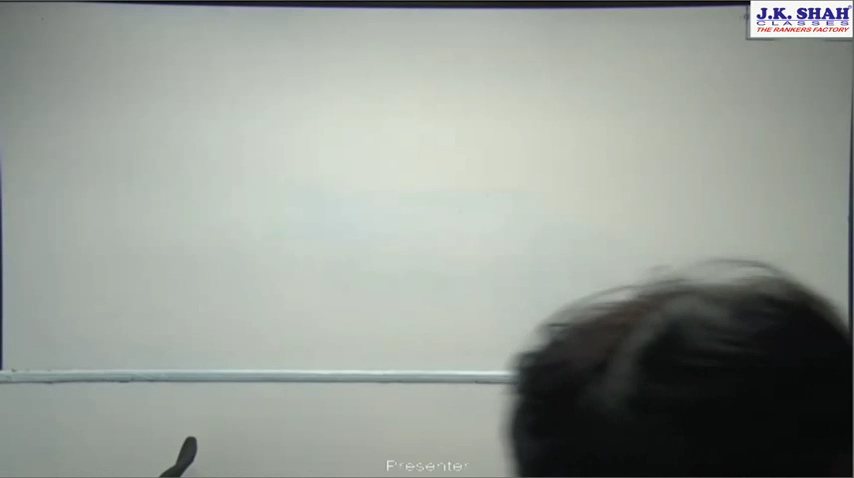 J.K. SHAH®
CLASSES
THE RANKERS FACTORY
Presenter